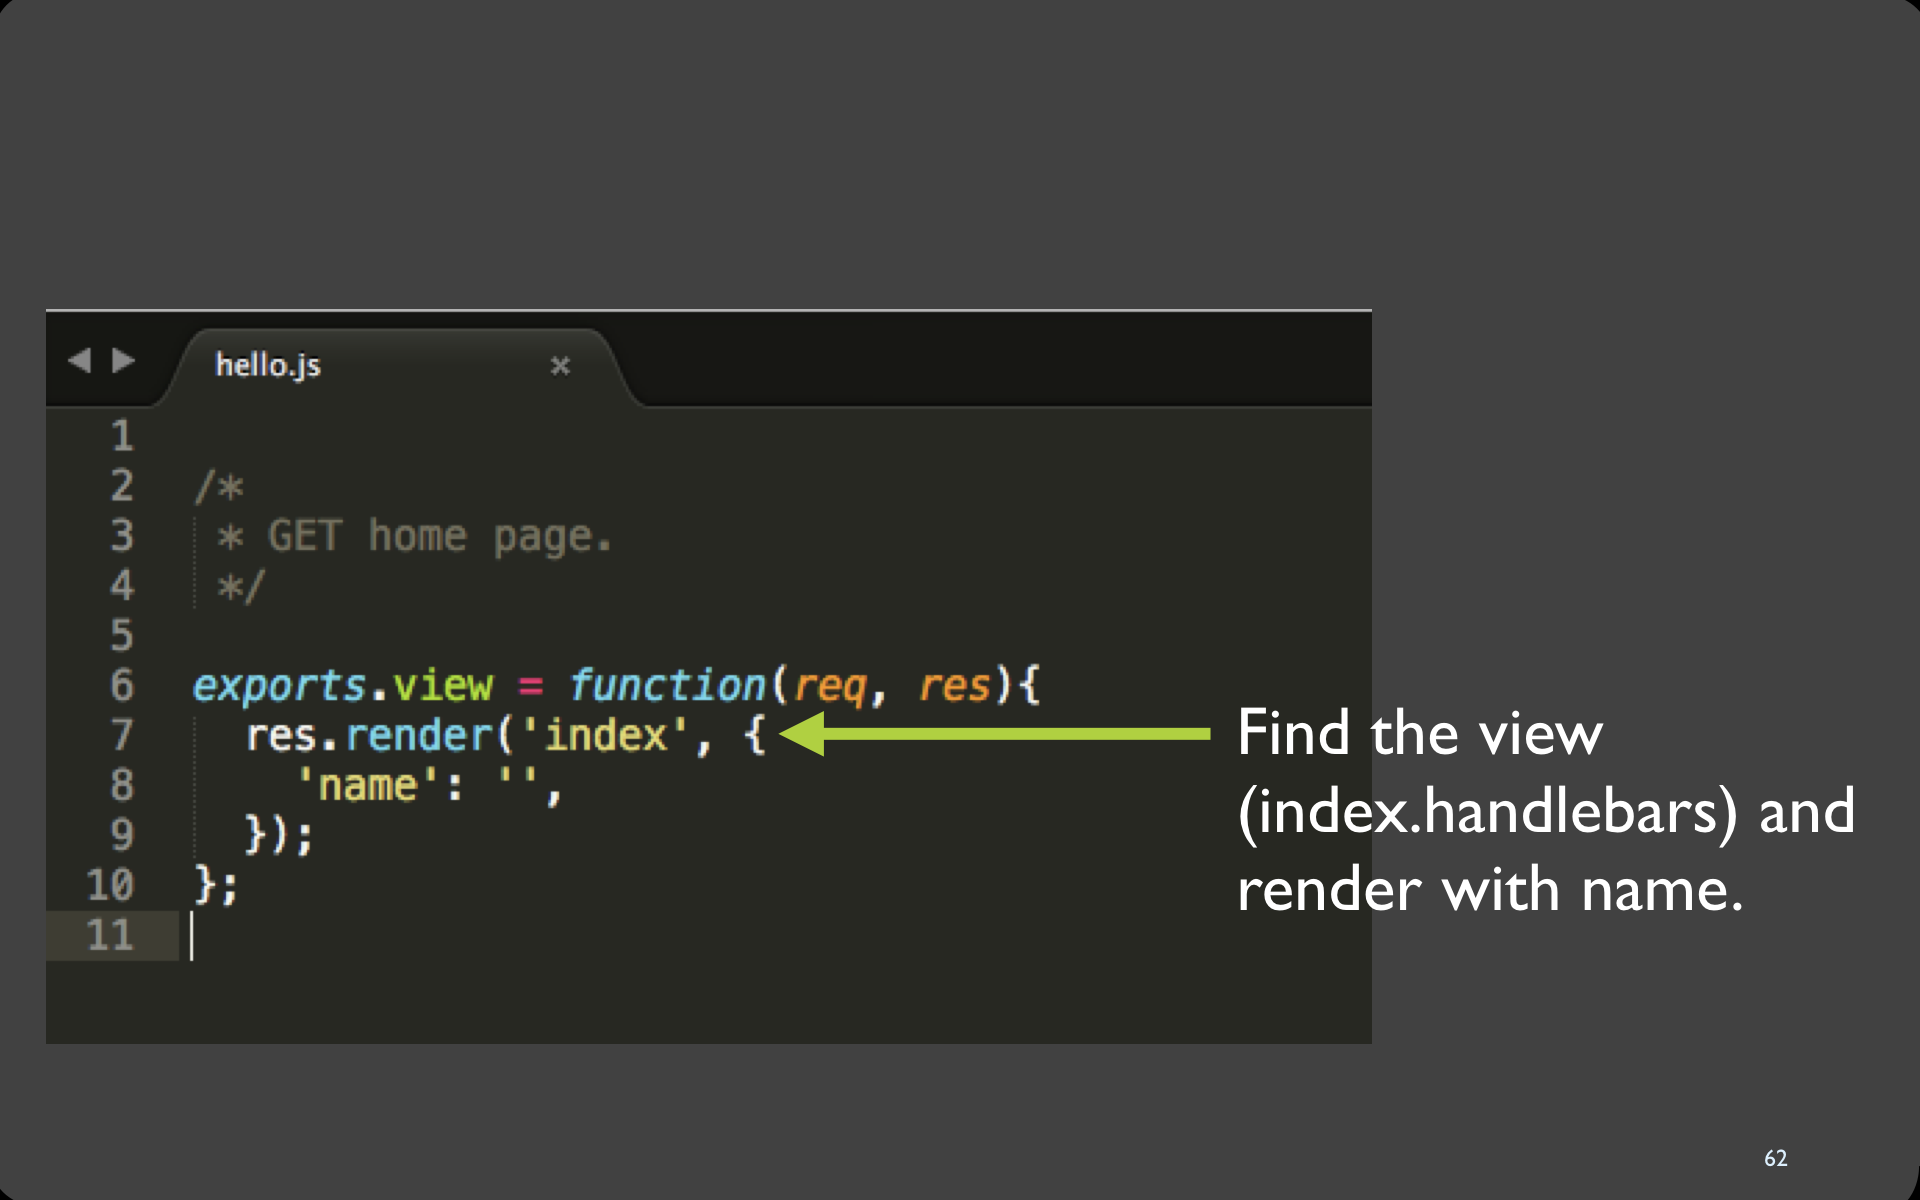 hello.js ×
1
2 /*
3  * GET home page.
4  */
5
6 exports.view = function(req, res){
7   res.render('index', {
8     'name': '',
9   });
10 };
11
Find the view
(index.handlebars) and
render with name.
62